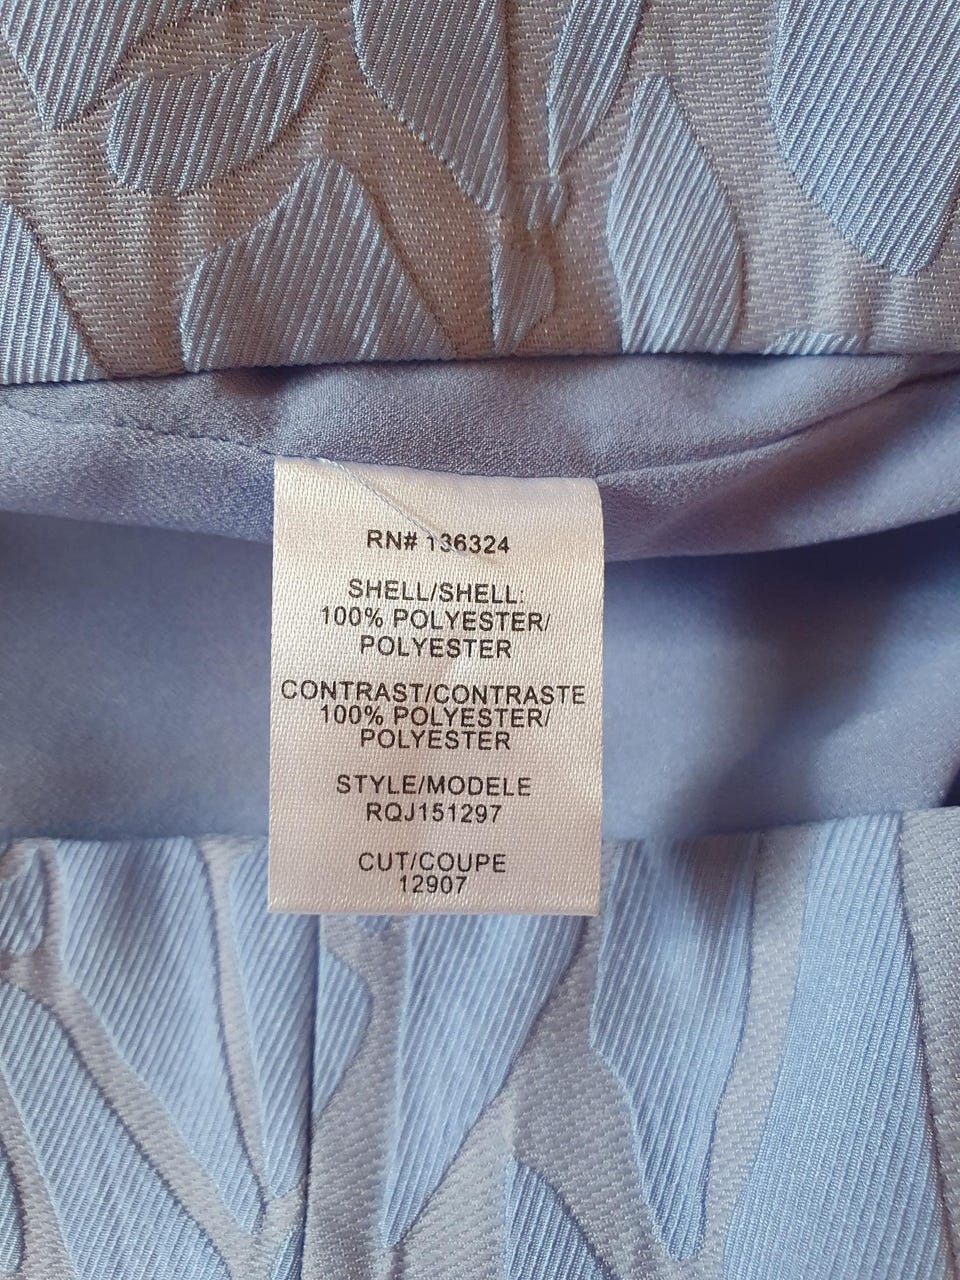 RN# 136324
SHELL/SHELL:
100% POLYESTER/
POLYESTER
CONTRAST/CONTRASTE
100% POLYESTER/
POLYESTER
STYLE/MODELE
RQJ151297
CUT/COUPE
12907